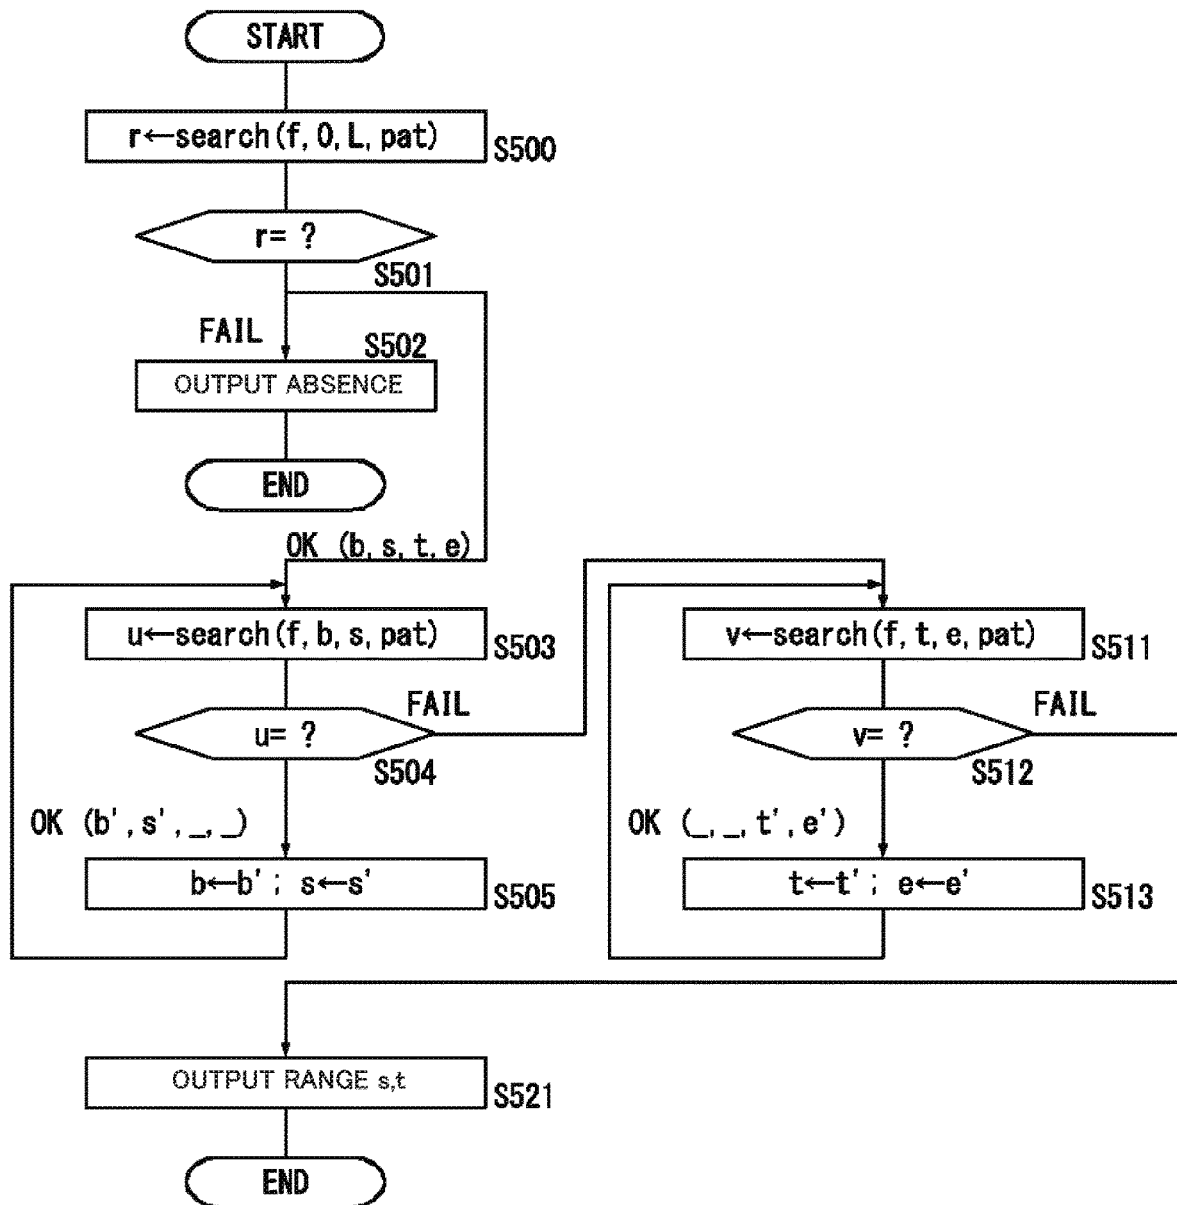 START
r←search(f, 0, L, pat)
S500
r= ?
S501
FAIL
S502
OUTPUT ABSENCE
END
OK (b, s, t, e)
u←search(f, b, s, pat)
S503
FAIL
u= ?
S504
OK (b', s', _, _)
b←b' ; s←s'
S505
v←search(f, t, e, pat)
S511
FAIL
v= ?
S512
OK (_, _, t', e')
t←t' ; e←e'
S513
OUTPUT RANGE s,t
S521
END